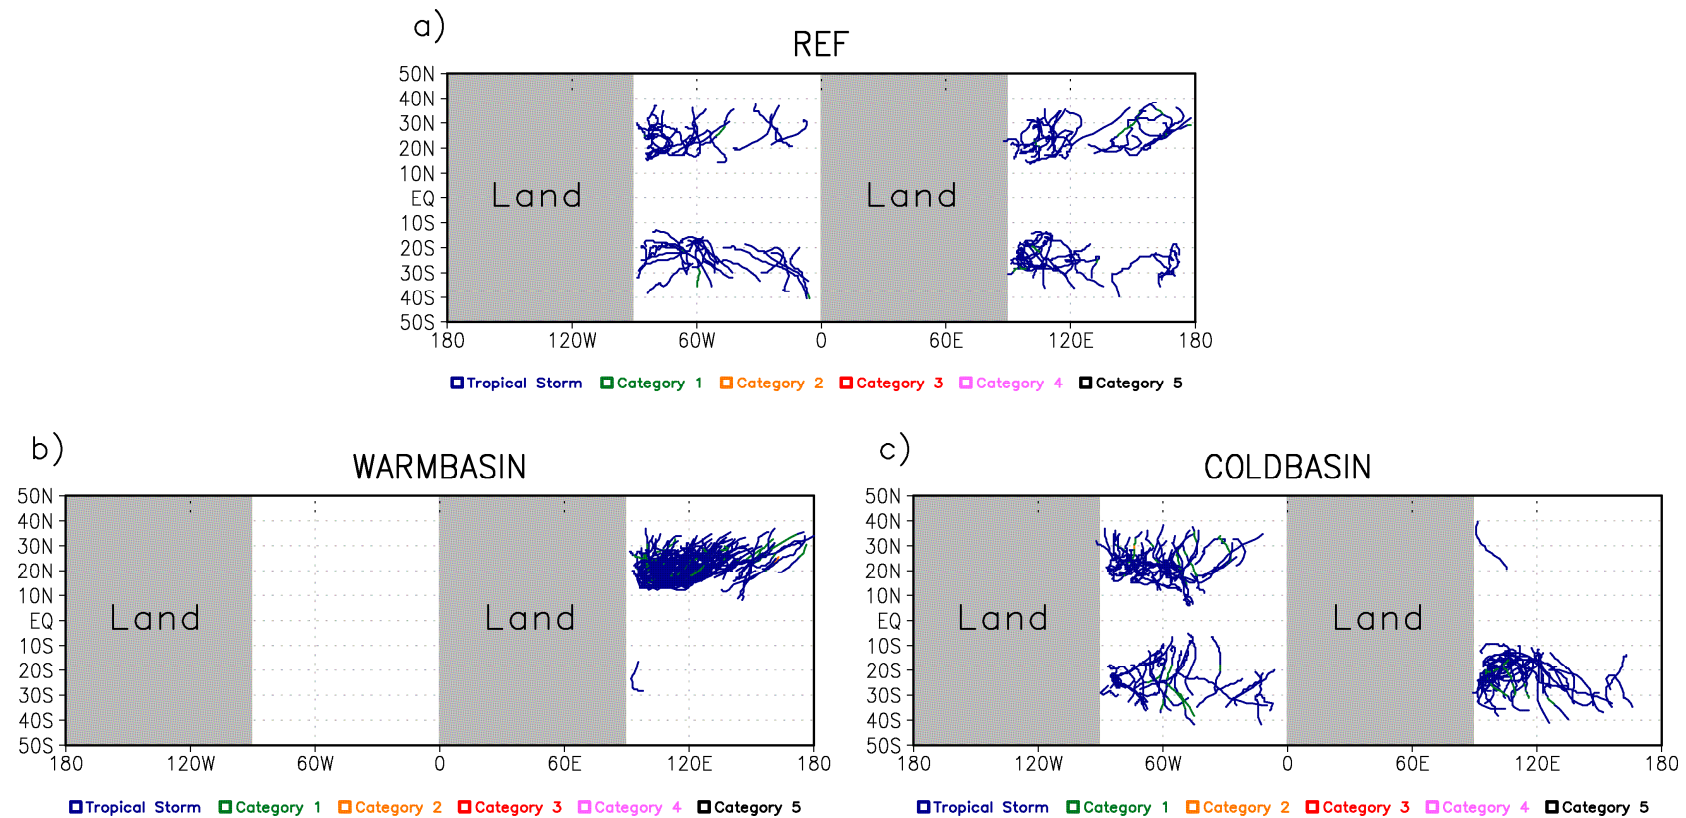 a)
REF
50N
40N
30N
20N
10N
EQ
10S
20S
30S
40S
50S
Land Land
180 120W 60W 0 60E 120E 180
Tropical Storm Category 1 Category 2 Category 3 Category 4 Category 5
b)
WARMBASIN
50N
40N
30N
20N
10N
EQ
10S
20S
30S
40S
50S
Land Land
180 120W 60W 0 60E 120E 180
Tropical Storm Category 1 Category 2 Category 3 Category 4 Category 5
c)
COLDBASIN
50N
40N
30N
20N
10N
EQ
10S
20S
30S
40S
50S
Land Land
180 120W 60W 0 60E 120E 180
Tropical Storm Category 1 Category 2 Category 3 Category 4 Category 5